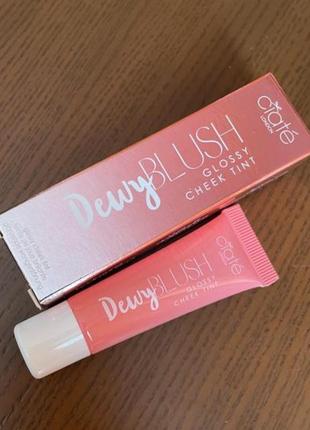 Dewy BLUSH
GLOSSY
CHEEK TINT
ciaté
LONDON
Dewy BLUSH
GLOSSY
CHEEK TINT
ciaté
LONDON